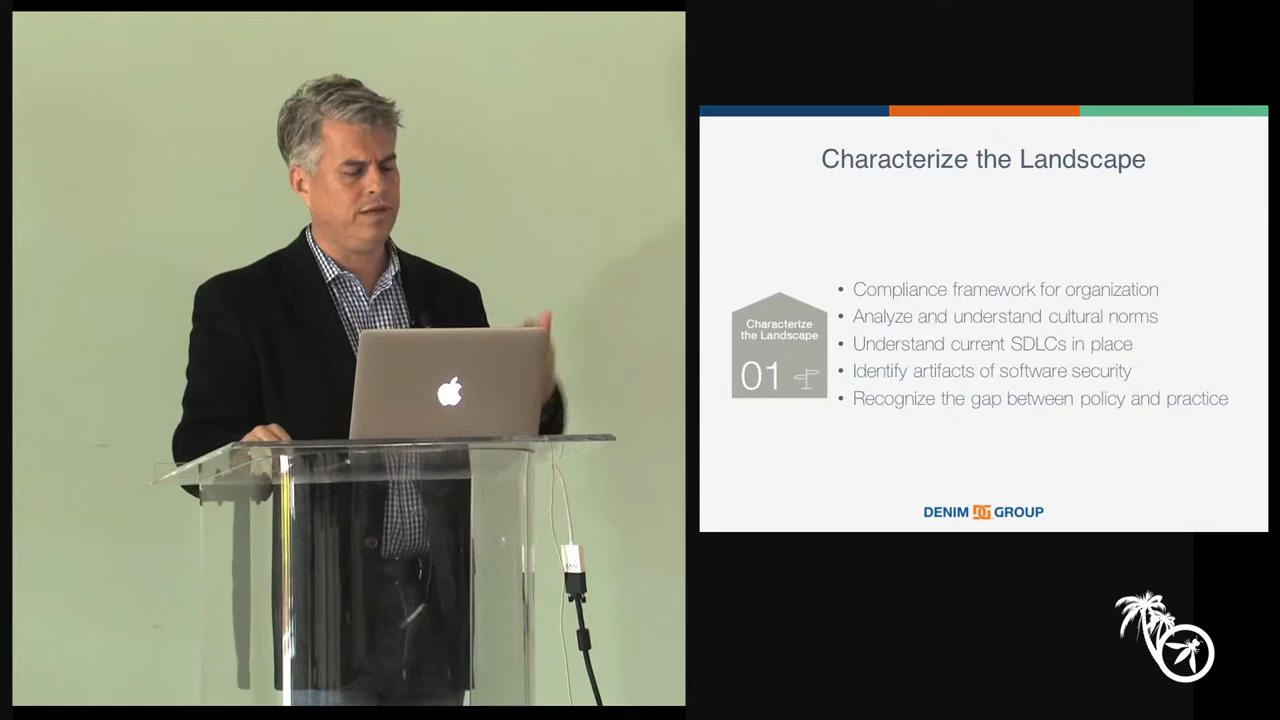 Characterize the Landscape
• Compliance framework for organization
• Analyze and understand cultural norms
• Understand current SDLCs in place
• Identify artifacts of software security
• Recognize the gap between policy and practice
Characterize
the Landscape
01
DENIM DG GROUP